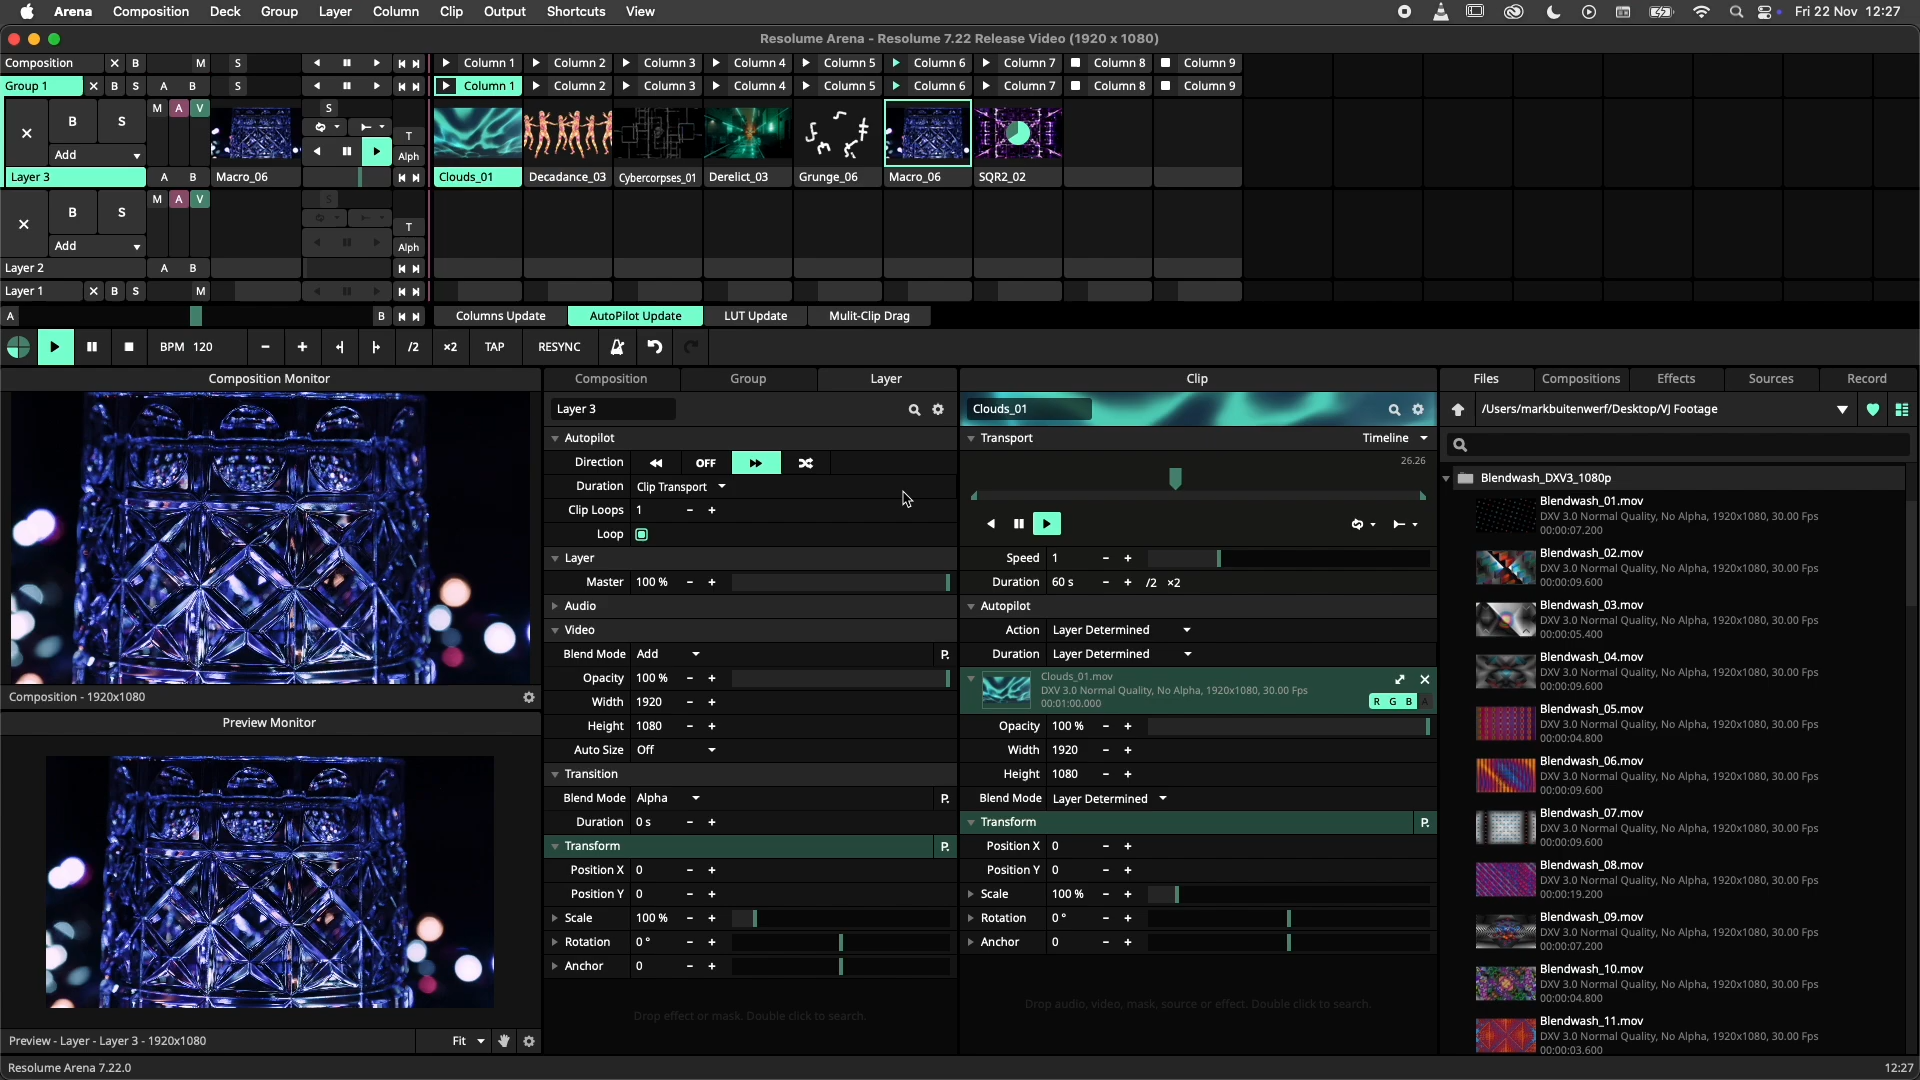 Arena Composition Deck Group Layer Column Clip Output Shortcuts View Fri 22 Nov 12:27
Resolume Arena - Resolume 7.22 Release Video (1920 x 1080)
Composition X B M S Column 1 Column 2 Column 3 Column 4 Column 5 Column 6 Column 7 Column 8 Column 9
Group 1 X B S A B S Column 1 Column 2 Column 3 Column 4 Column 5 Column 6 Column 7 Column 8 Column 9
M A V S
B S T
Add Alph
Layer 3 A B Macro_06 Clouds_01 Decadance_03 Cybercorpses_01 Derelict_03 Grunge_06 Macro_06 SQR2_02
M A V S
B S T
Add Alph
Layer 2 A B
Layer 1 X B S M
A B Columns Update AutoPilot Update LUT Update Mulit-Clip Drag
BPM 120 - + /2 ×2 TAP RESYNC
Composition Monitor
Composition - 1920x1080
Preview Monitor
Preview - Layer - Layer 3 - 1920x1080 Fit
Composition Group Layer
Layer 3
Autopilot
Direction OFF
Duration Clip Transport
Clip Loops 1 - +
Loop
Layer
Master 100 % - +
Audio
Video
Blend Mode Add P.
Opacity 100 % - +
Width 1920 - +
Height 1080 - +
Auto Size Off
Transition
Blend Mode Alpha P.
Duration 0 s - +
Transform P.
Position X 0 - +
Position Y 0 - +
Scale 100 % - +
Rotation 0 ° - +
Anchor 0 - +
Drop effect or mask. Double click to search.
Clip
Clouds_01
Transport Timeline
26.26
Speed 1 - +
Duration 60 s - + /2 ×2
Autopilot
Action Layer Determined
Duration Layer Determined
Clouds_01.mov
DXV 3.0 Normal Quality, No Alpha, 1920x1080, 30.00 Fps
00:01:00.000 R G B A
Opacity 100 % - +
Width 1920 - +
Height 1080 - +
Blend Mode Layer Determined
Transform P.
Position X 0 - +
Position Y 0 - +
Scale 100 % - +
Rotation 0 ° - +
Anchor 0 - +
Drop audio, video, mask, source or effect. Double click to search.
Files Compositions Effects Sources Record
/Users/markbuitenwerf/Desktop/VJ Footage
Blendwash_DXV3_1080p
Blendwash_01.mov
DXV 3.0 Normal Quality, No Alpha, 1920x1080, 30.00 Fps
00:00:07.200
Blendwash_02.mov
DXV 3.0 Normal Quality, No Alpha, 1920x1080, 30.00 Fps
00:00:09.600
Blendwash_03.mov
DXV 3.0 Normal Quality, No Alpha, 1920x1080, 30.00 Fps
00:00:05.400
Blendwash_04.mov
DXV 3.0 Normal Quality, No Alpha, 1920x1080, 30.00 Fps
00:00:09.600
Blendwash_05.mov
DXV 3.0 Normal Quality, No Alpha, 1920x1080, 30.00 Fps
00:00:04.800
Blendwash_06.mov
DXV 3.0 Normal Quality, No Alpha, 1920x1080, 30.00 Fps
00:00:09.600
Blendwash_07.mov
DXV 3.0 Normal Quality, No Alpha, 1920x1080, 30.00 Fps
00:00:09.600
Blendwash_08.mov
DXV 3.0 Normal Quality, No Alpha, 1920x1080, 30.00 Fps
00:00:19.200
Blendwash_09.mov
DXV 3.0 Normal Quality, No Alpha, 1920x1080, 30.00 Fps
00:00:07.200
Blendwash_10.mov
DXV 3.0 Normal Quality, No Alpha, 1920x1080, 30.00 Fps
00:00:04.800
Blendwash_11.mov
DXV 3.0 Normal Quality, No Alpha, 1920x1080, 30.00 Fps
00:00:03.600
Resolume Arena 7.22.0 12:27